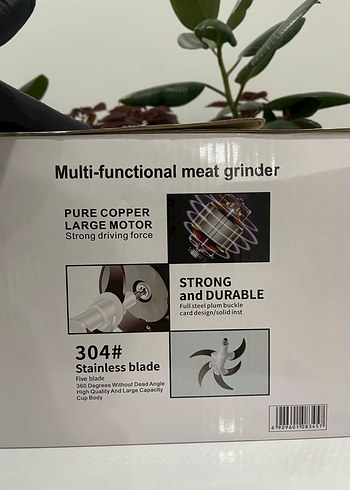 Multi-functional meat grinder
PURE COPPER
LARGE MOTOR
Strong driving force
STRONG
and DURABLE
Full steel plum buckle
card design/solid inst
304#
Stainless blade
Five blade
360 Degrees Without Dead Angle
High Quality And Large Capacity
Cup Body